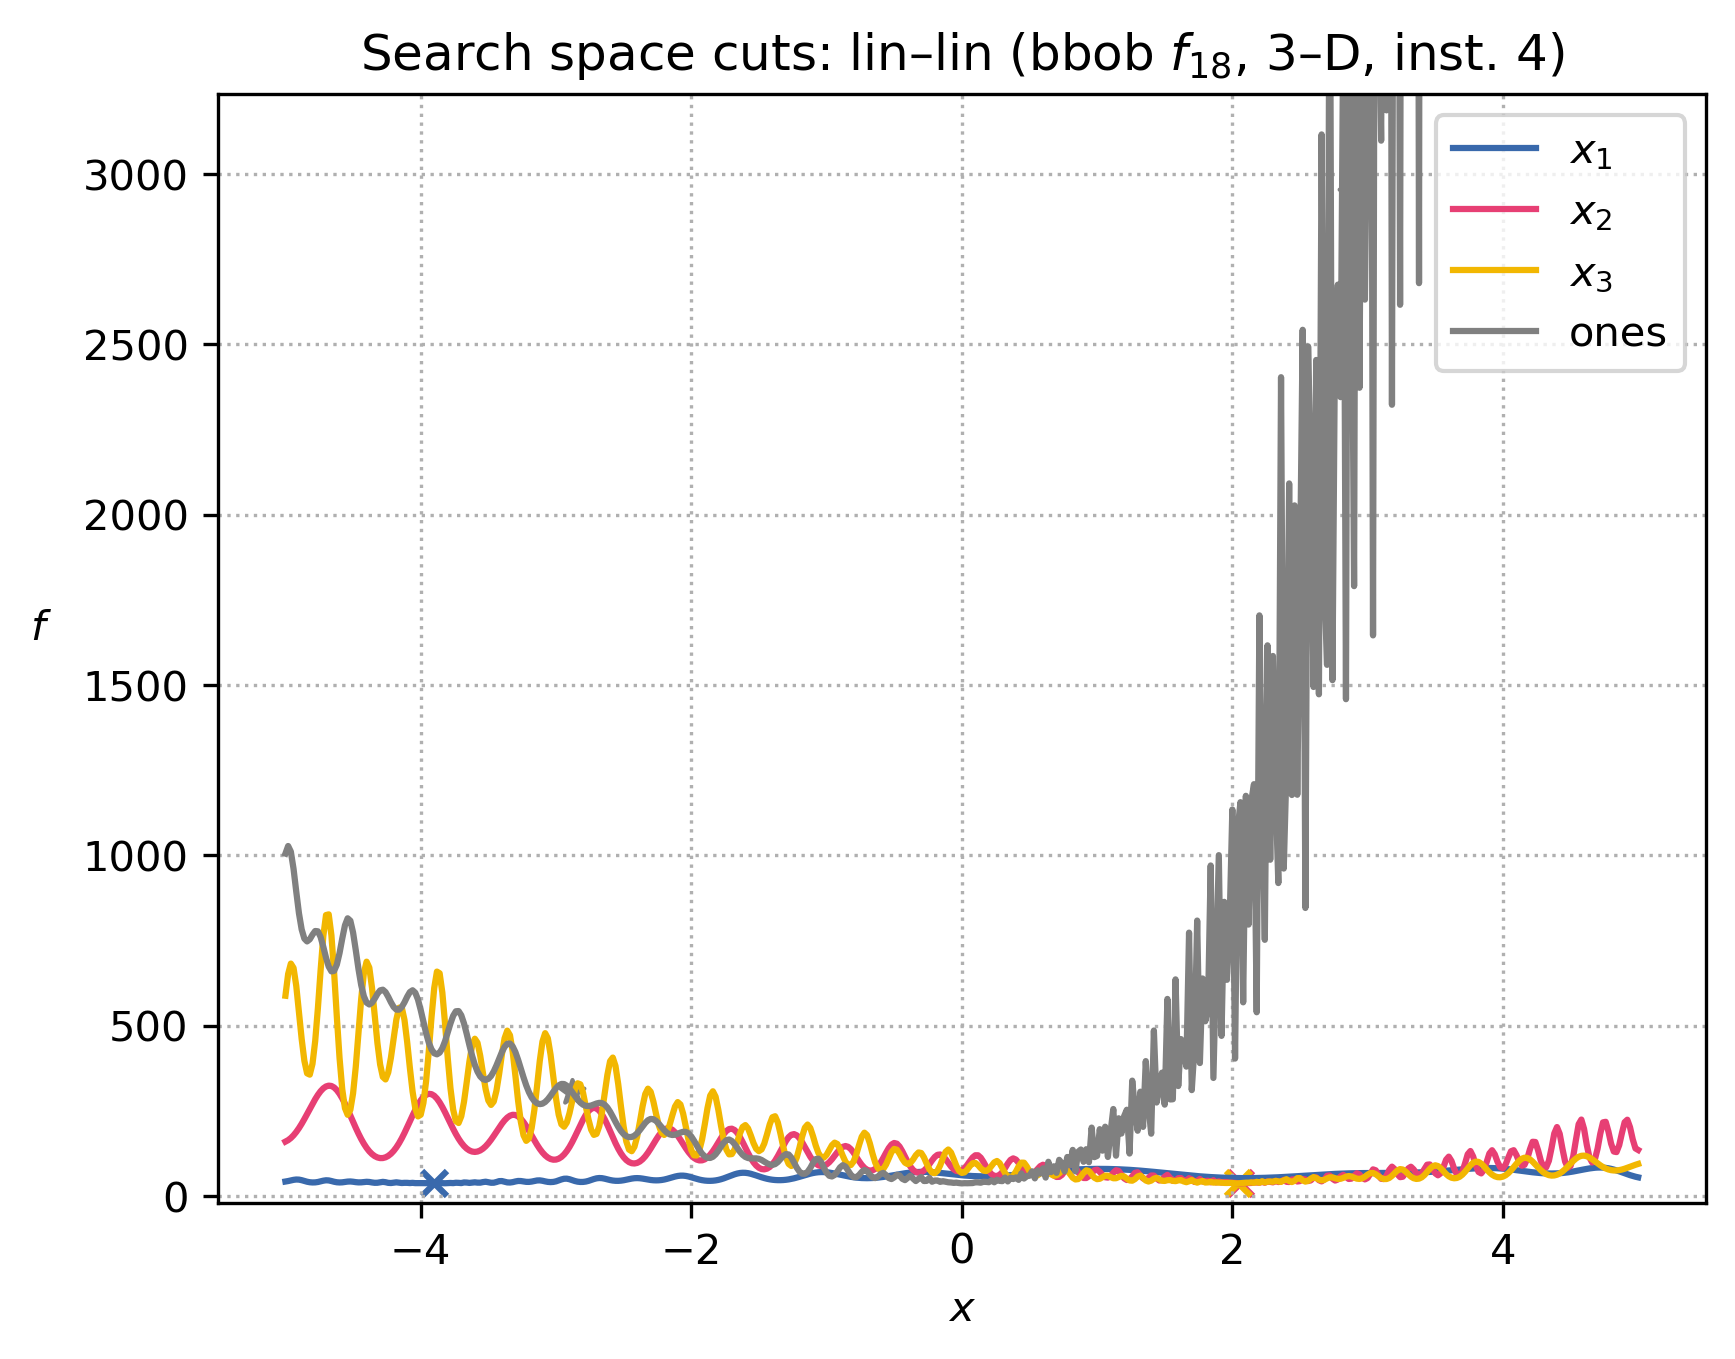 Search space cuts: lin–lin (bbob f18, 3–D, inst. 4)
3000
2500
2000
1500
1000
500
0
f
−4
−2
0
2
4
x
x1
x2
x3
ones